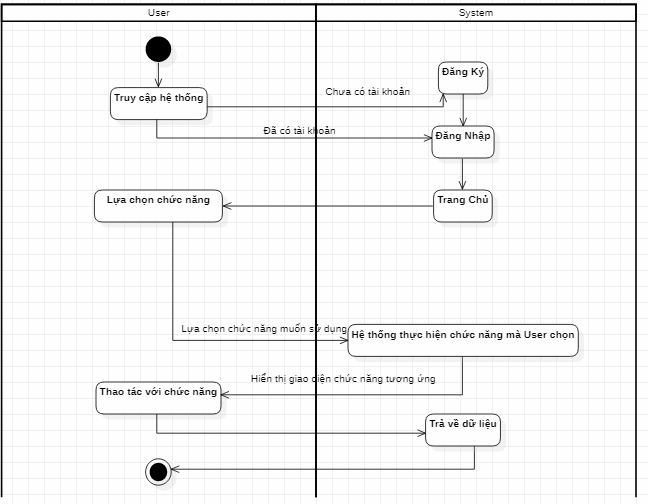 User
System
Đăng Ký
Truy cập hệ thống
Chưa có tài khoản
Đã có tài khoản
Đăng Nhập
Lựa chọn chức năng
Trang Chủ
Lựa chọn chức năng muốn sử dụng
Hệ thống thực hiện chức năng mà User chọn
Hiển thị giao diện chức năng tương ứng
Thao tác với chức năng
Trả về dữ liệu